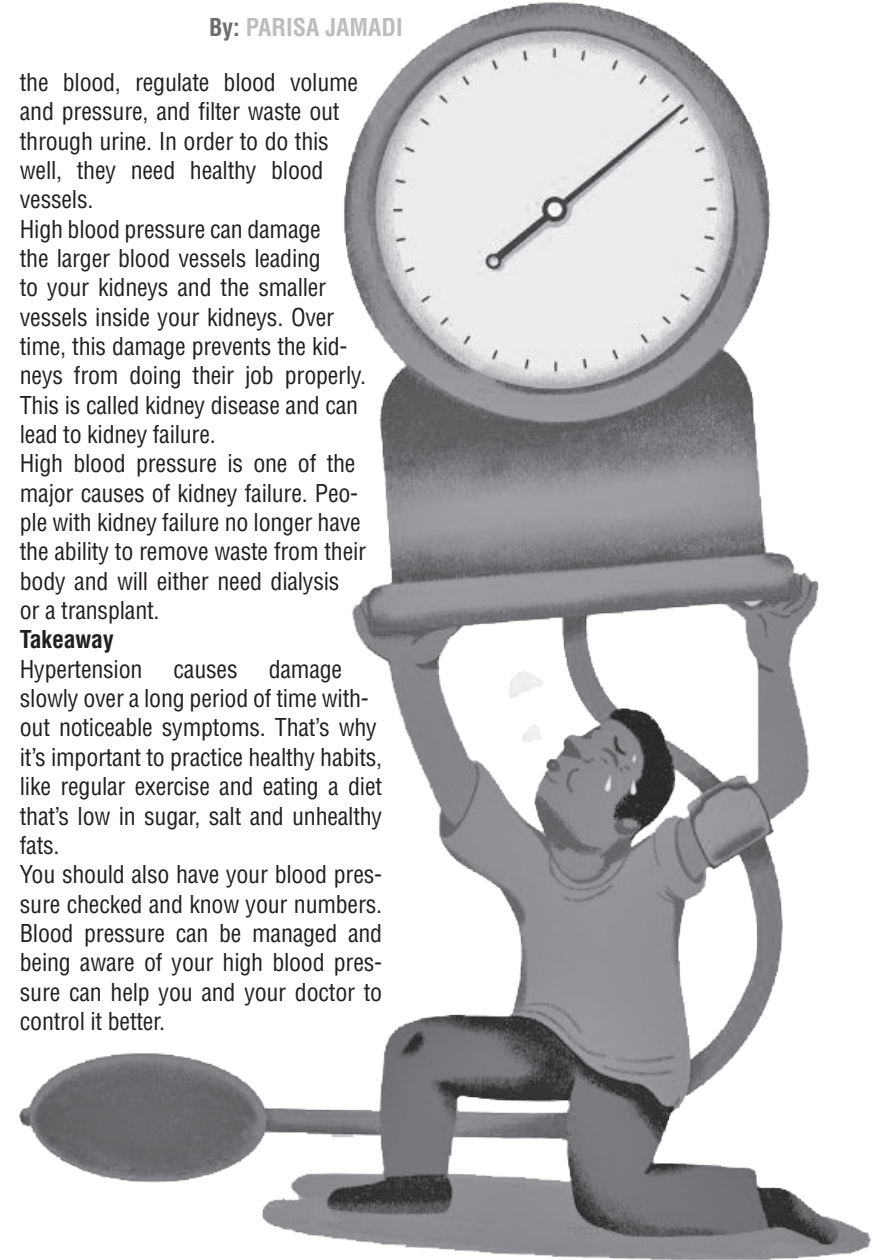 By: PARISA JAMADI
the blood, regulate blood volume
and pressure, and filter waste out
through urine. In order to do this
well, they need healthy blood
vessels.
High blood pressure can damage
the larger blood vessels leading
to your kidneys and the smaller
vessels inside your kidneys. Over
time, this damage prevents the kid-
neys from doing their job properly.
This is called kidney disease and can
lead to kidney failure.
High blood pressure is one of the
major causes of kidney failure. Peo-
ple with kidney failure no longer have
the ability to remove waste from their
body and will either need dialysis
or a transplant.
Takeaway
Hypertension causes damage
slowly over a long period of time with-
out noticeable symptoms. That’s why
it’s important to practice healthy habits,
like regular exercise and eating a diet
that’s low in sugar, salt and unhealthy
fats.
You should also have your blood pres-
sure checked and know your numbers.
Blood pressure can be managed and
being aware of your high blood pres-
sure can help you and your doctor to
control it better.